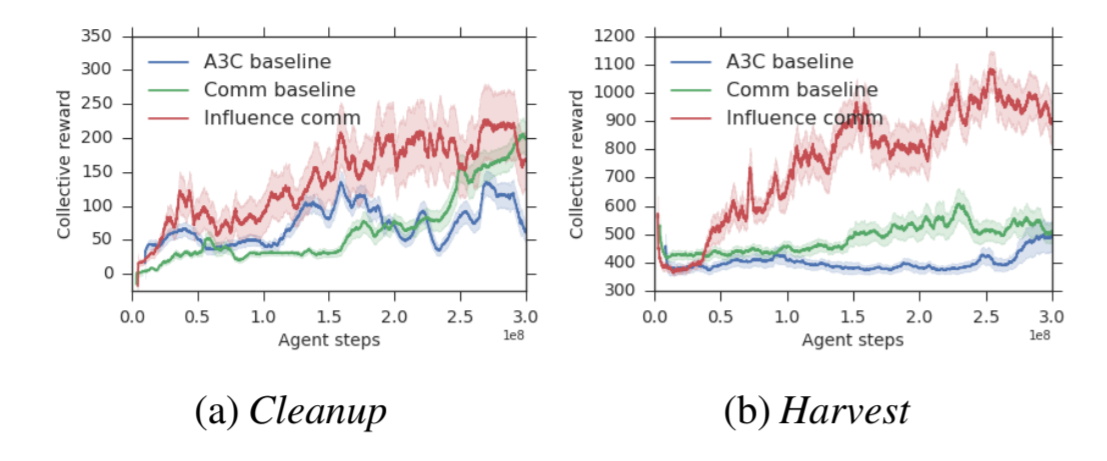 350
300
250
200
150
100
50
0
Collective reward
A3C baseline
Comm baseline
Influence comm
0.0 0.5 1.0 1.5 2.0 2.5 3.0
Agent steps
1e8
(a) Cleanup
1200
1100
1000
900
800
700
600
500
400
300
Collective reward
A3C baseline
Comm baseline
Influence comm
0.0 0.5 1.0 1.5 2.0 2.5 3.0
Agent steps
1e8
(b) Harvest